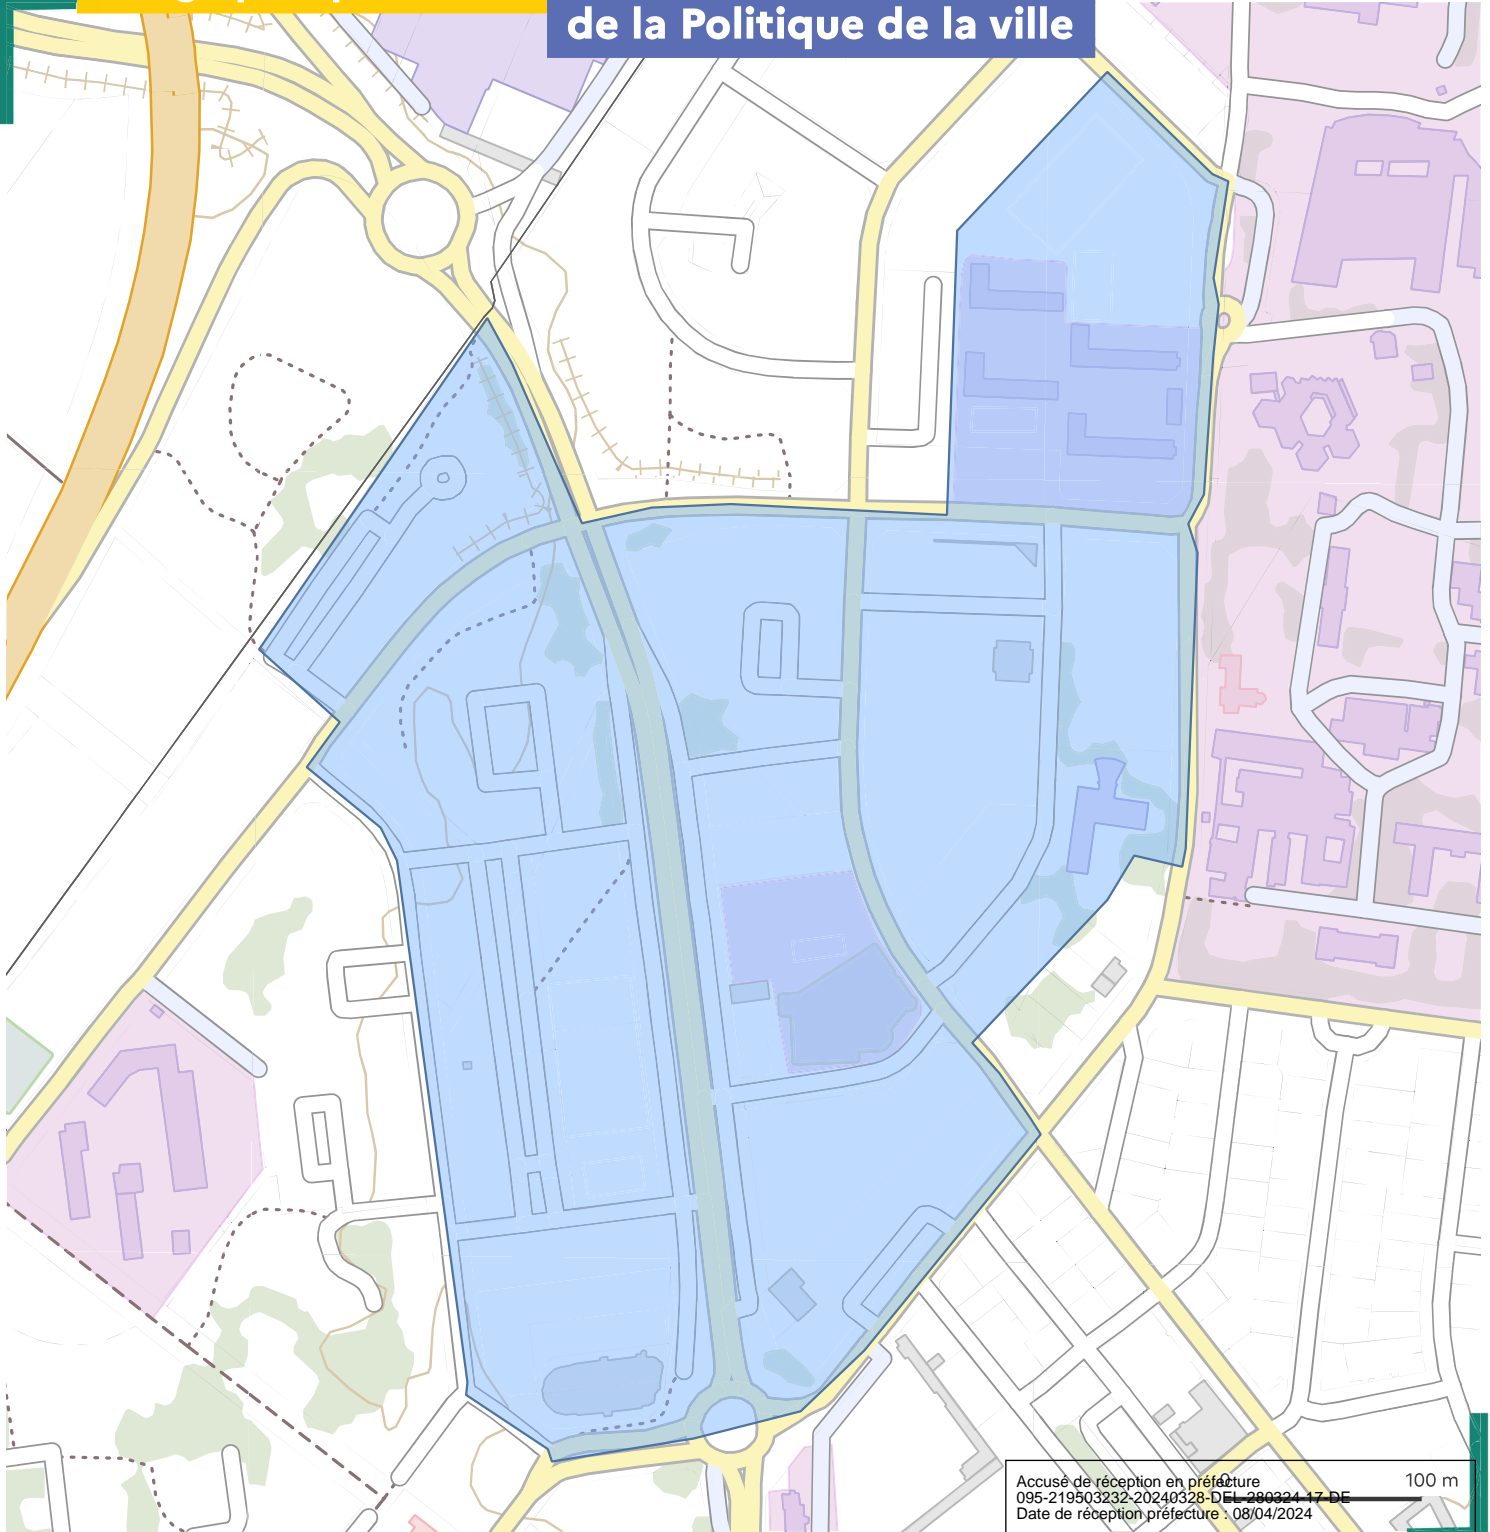 de la Politique de la ville
0
100 m
Accusé de réception en préfecture
095-219503232-20240328-DEL-280324-17-DE
Date de réception préfecture : 08/04/2024